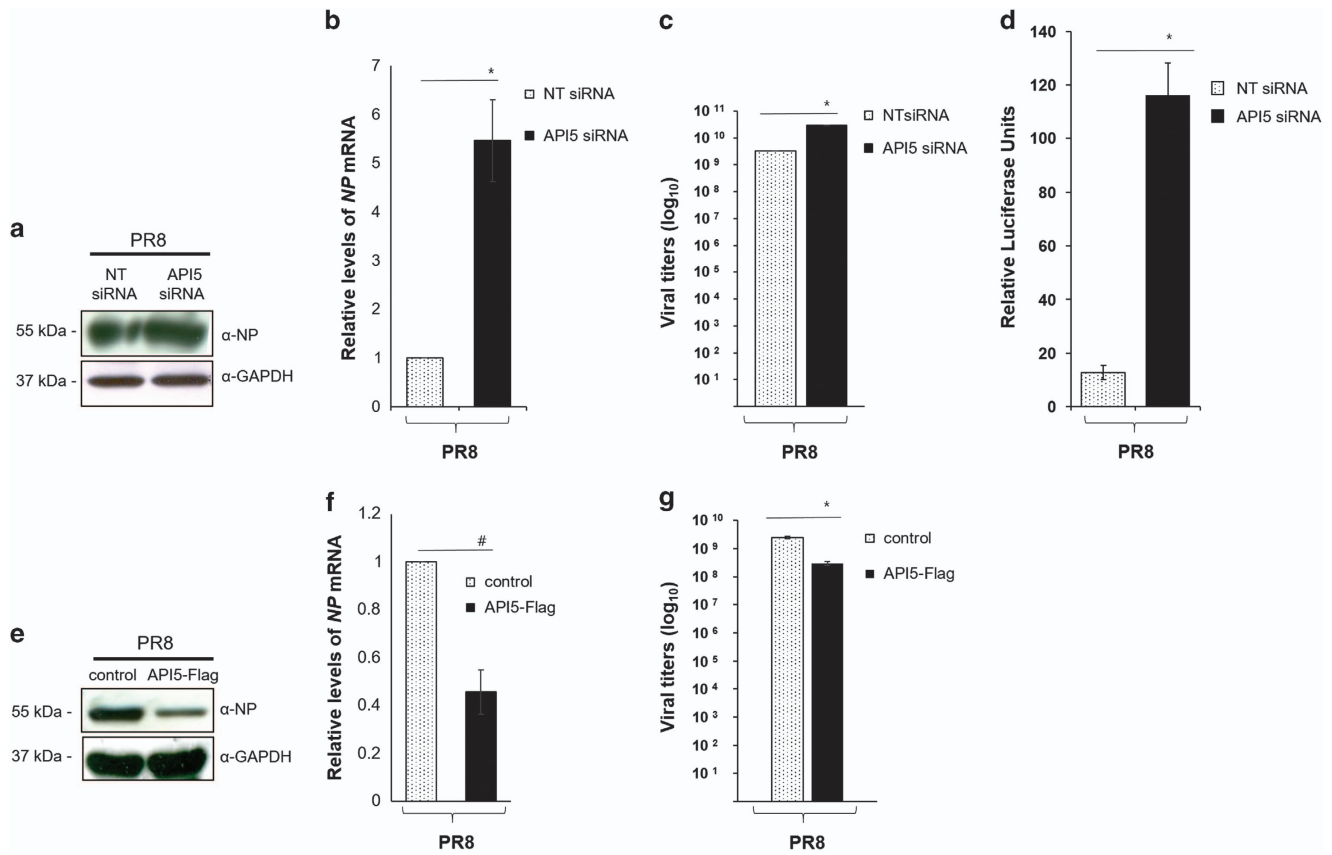 a
PR8
NT siRNA
API5 siRNA
55 kDa -
α-NP
37 kDa -
α-GAPDH
b
Relative levels of NP mRNA
7
6
5
4
3
2
1
0
*
NT siRNA
API5 siRNA
PR8
c
Viral titers (log10)
10 11
10 10
10 9
10 8
10 7
10 6
10 5
10 4
10 3
10 2
10 1
*
NTsiRNA
API5 siRNA
PR8
d
Relative Luciferase Units
140
120
100
80
60
40
20
0
*
NT siRNA
API5 siRNA
PR8
e
PR8
control
API5-Flag
55 kDa -
α-NP
37 kDa -
α-GAPDH
f
Relative levels of NP mRNA
1.2
1
0.8
0.6
0.4
0.2
0
#
control
API5-Flag
PR8
g
Viral titers (log10)
10 10
10 9
10 8
10 7
10 6
10 5
10 4
10 3
10 2
10 1
*
control
API5-Flag
PR8